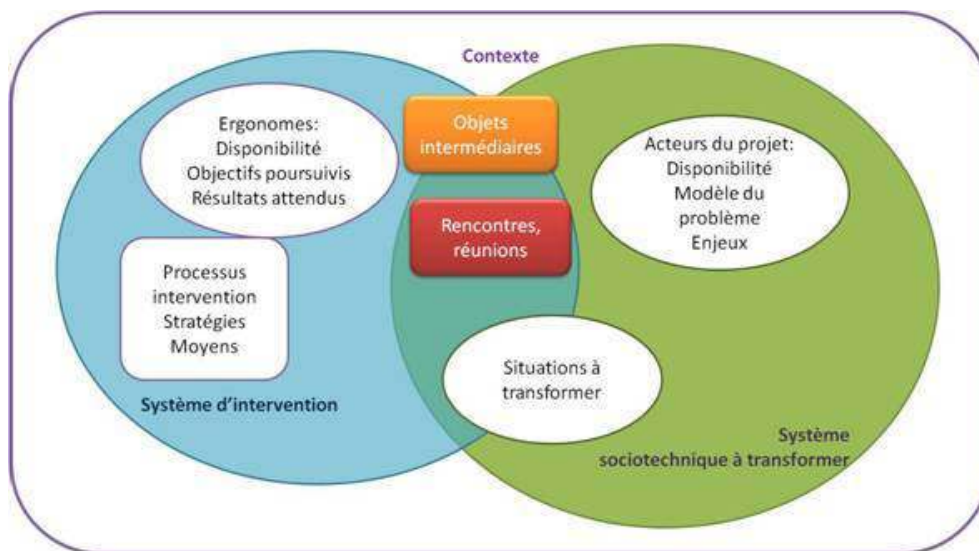 Contexte
Ergonomes:
Disponibilité
Objectifs poursuivis
Résultats attendus
Objets
intermédiaires
Acteurs du projet:
Disponibilité
Modèle du
problème
Enjeux
Rencontres,
réunions
Processus
intervention
Stratégies
Moyens
Situations à
transformer
Système d’intervention
Système
sociotechnique à transformer